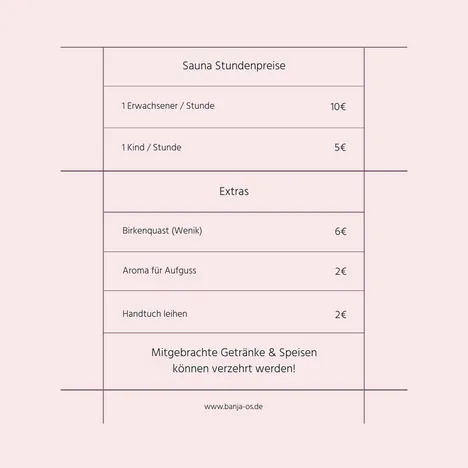 Sauna Stundenpreise
1 Erwachsener / Stunde 10€
1 Kind / Stunde 5€
Extras
Birkenquast (Wenik) 6€
Aroma für Aufguss 2€
Handtuch leihen 2€
Mitgebrachte Getränke & Speisen
können verzehrt werden!
www.banja-os.de